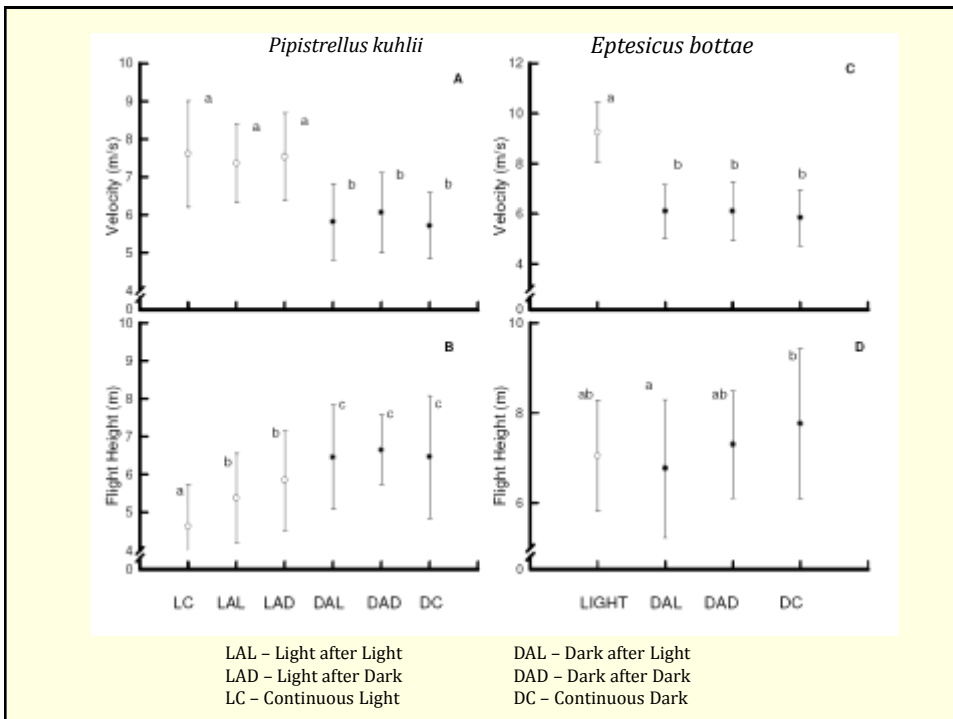 Pipistrellus kuhlii
Eptesicus bottae
A
10
9
8
7
6
5
4
0
Velocity (m/s)
a
a
a
b
b
b
C
12
10
8
6
4
0
Velocity (m/s)
a
b
b
b
B
10
9
8
7
6
5
4
0
Flight Height (m)
a
b
b
c
c
c
LC LAL LAD DAL DAD DC
D
10
8
6
0
Flight Height (m)
ab
a
ab
b
LIGHT DAL DAD DC
LAL – Light after Light
LAD – Light after Dark
LC – Continuous Light
DAL – Dark after Light
DAD – Dark after Dark
DC – Continuous Dark